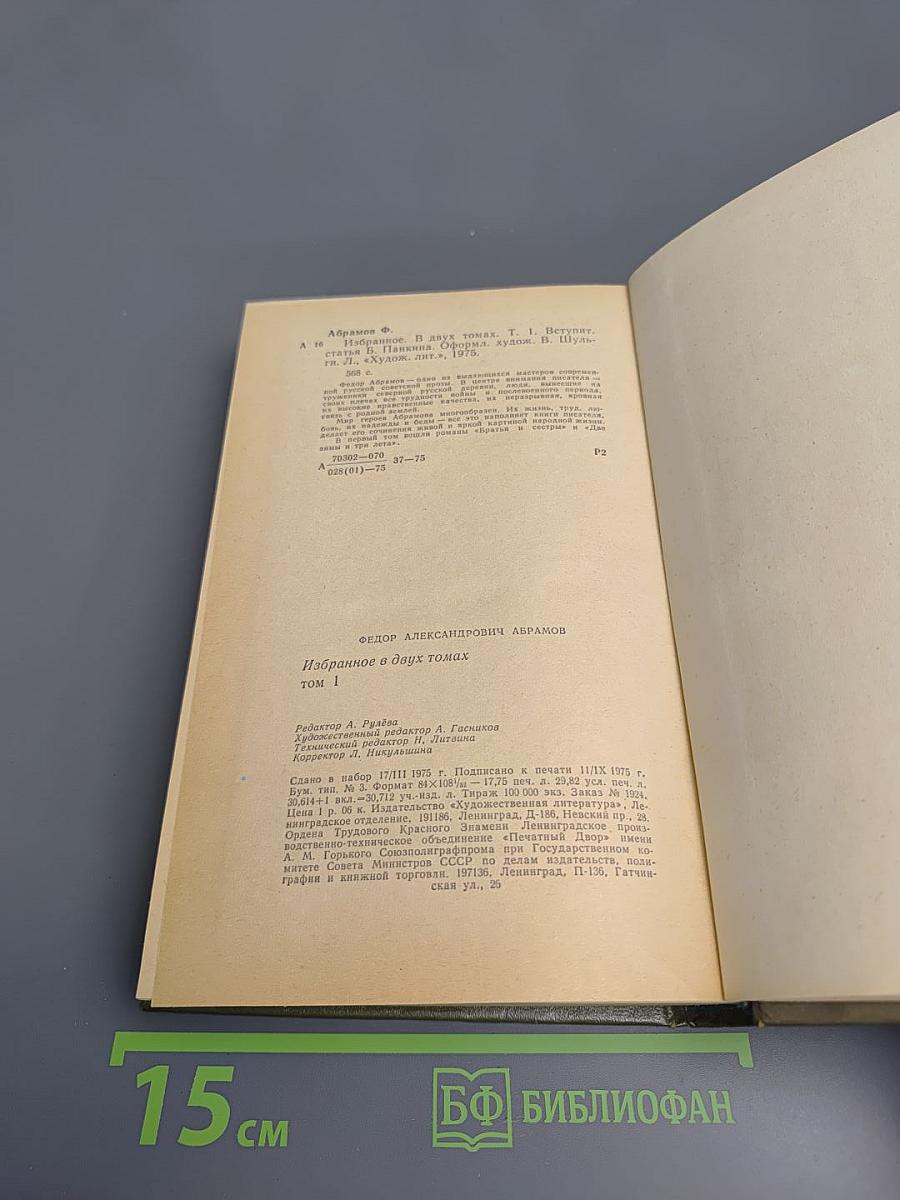 Абрамов Ф.
А 16 Избранное. В двух томах. Т. 1. Вступит.
статья Б. Панкина. Оформл. худож. В. Шуль-
ги. Л., «Худож. лит.», 1975.
568 с.
Федор Абрамов — один из выдающихся мастеров современ-
ной русской советской прозы. В центре внимания писателя —
труженики северной русской деревни, люди, вынесшие на
своих плечах все трудности войны и послевоенного периода,
их высокие нравственные качества, их неразрывная, кровная
связь с родной землей.
Мир героев Абрамова многообразен. Их жизнь, труд, лю-
бовь, их надежды и беды — все это наполняет книги писателя,
делает его сочинения живой и яркой картиной народной жизни.
В первый том вошли романы «Братья и сестры» и «Две
зимы и три лета».
А 70302—070 37—75 Р2
028(01)—75
ФЕДОР АЛЕКСАНДРОВИЧ АБРАМОВ
Избранное в двух томах
том 1
Редактор А. Рулёва
Художественный редактор А. Гасников
Технический редактор Н. Литвина
Корректор Л. Никульшина
Сдано в набор 17/III 1975 г. Подписано к печати 11/IX 1975 г.
Бум. тип. № 3. Формат 84×108¹/₃₂ — 17,75 печ. л. 29,82 усл. печ. л.
30,614+1 вкл.=30,712 уч.-изд. л. Тираж 100 000 экз. Заказ № 1924.
Цена 1 р. 06 к. Издательство «Художественная литература», Ле-
нинградское отделение, 191186, Ленинград, Д-186, Невский пр., 28.
Ордена Трудового Красного Знамени Ленинградское произ-
водственно-техническое объединение «Печатный Двор» имени
А. М. Горького Союзполиграфпрома при Государственном ко-
митете Совета Министров СССР по делам издательств, поли-
графии и книжной торговли. 197136, Ленинград, П-136, Гатчин-
ская ул., 26
15 см
БФ БИБЛИОФАН